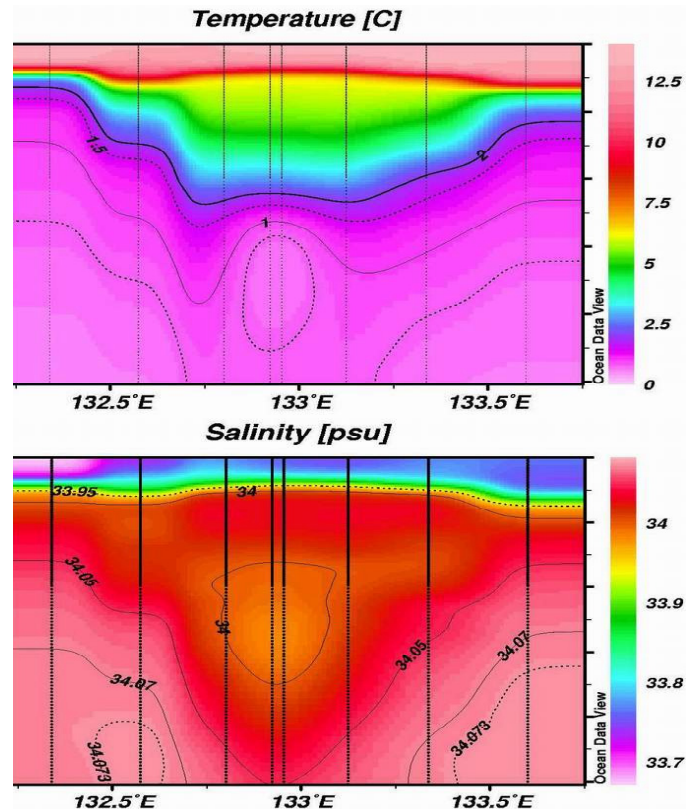 Temperature [C]
12.5
10
7.5
5
2.5
0
1.5
2
1
Ocean Data View
132.5°E
133°E
133.5°E
Salinity [psu]
33.95
34
34.05
34
34.05
34.07
34.07
34.073
34.073
34
33.9
33.8
33.7
Ocean Data View
132.5°E
133°E
133.5°E